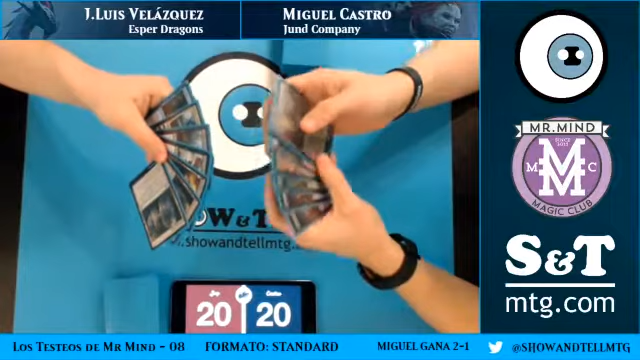 J.Luis Velázquez
Esper Dragons
Miguel Castro
Jund Company
MR.MIND
SINCE
M M C
MAGIC CLUB
S&T
mtg.com
W&T
.showandtellmtg.
20 20
Los Testeos de Mr Mind - 08
FORMATO: STANDARD
MIGUEL GANA 2-1
@SHOWANDTELLMTG